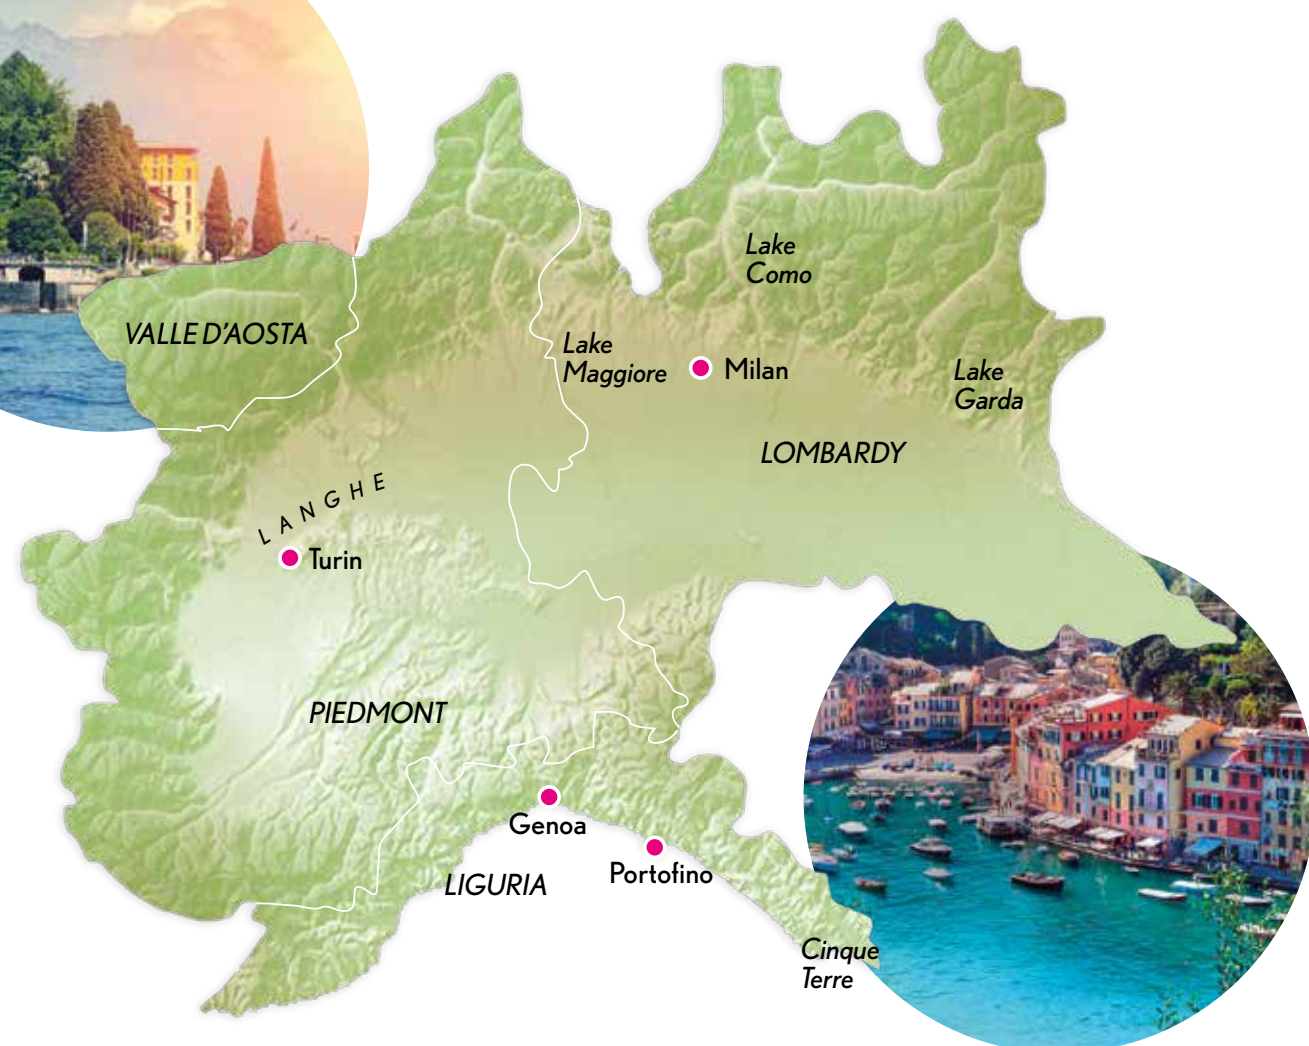 Lake
Como
VALLE D'AOSTA
Lake
Maggiore
Milan
Lake
Garda
LOMBARDY
LANGHE
Turin
PIEDMONT
Genoa
Portofino
LIGURIA
Cinque
Terre